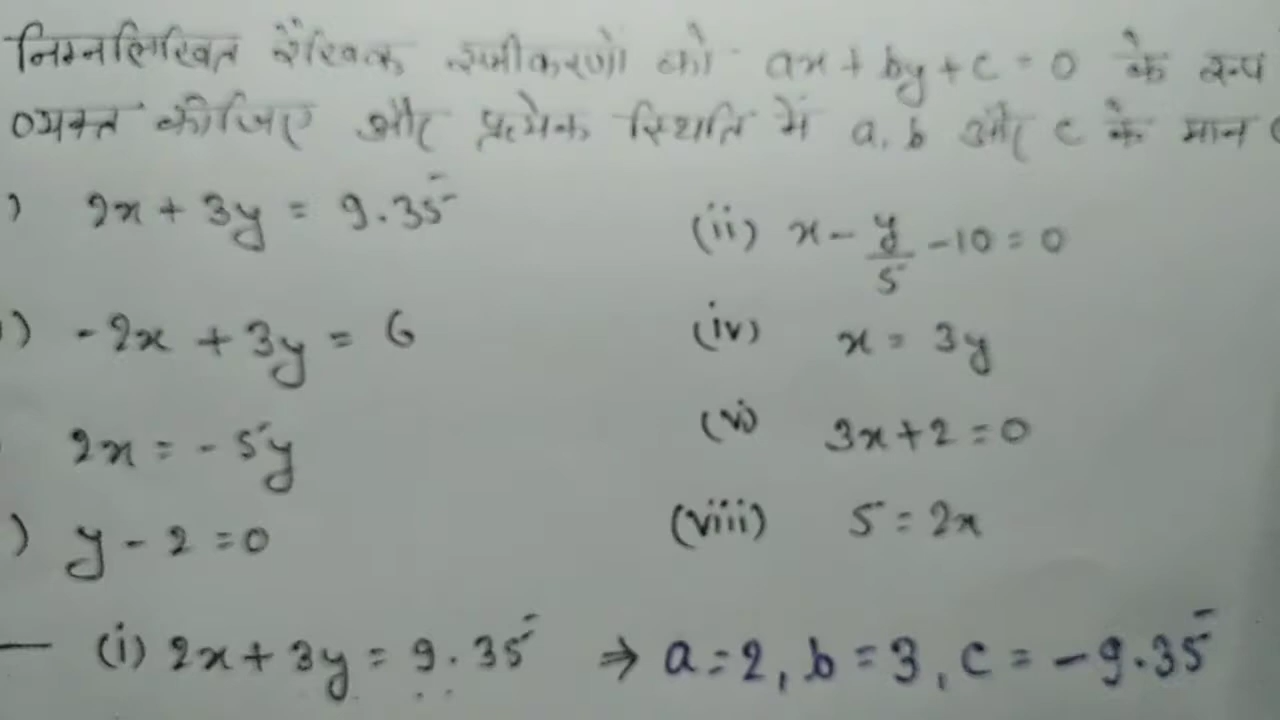 निम्नलिखित रैखिक समीकरणों को ax + by + c = 0 के रूप
व्यक्त कीजिए और प्रत्येक स्थिति में a, b और c के मान
) 2x + 3y = 9.35 (ii) x - y/5 - 10 = 0
) -2x + 3y = 6 (iv) x = 3y
2x = -5y (vi) 3x + 2 = 0
) y - 2 = 0 (viii) 5 = 2x
— (i) 2x + 3y = 9.35 ⇒ a = 2, b = 3, c = -9.35